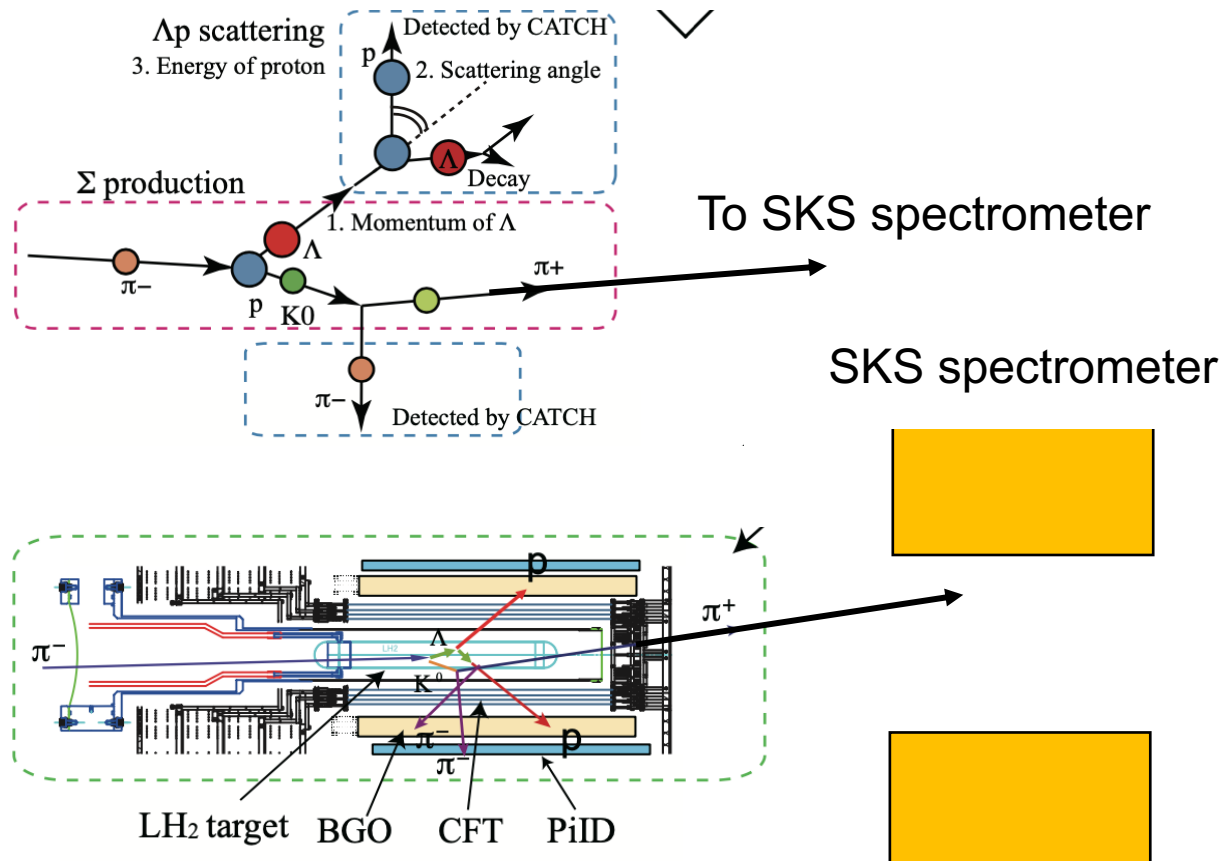 Λp scattering
3. Energy of proton
Detected by CATCH
p
2. Scattering angle
Λ
Decay
Σ production
1. Momentum of Λ
Λ
π−
p
K0
π+
To SKS spectrometer
π−
Detected by CATCH
SKS spectrometer
p
π+
π−
LH2
Λ
K0
π−
π−
p
LH2 target
BGO
CFT
PiID